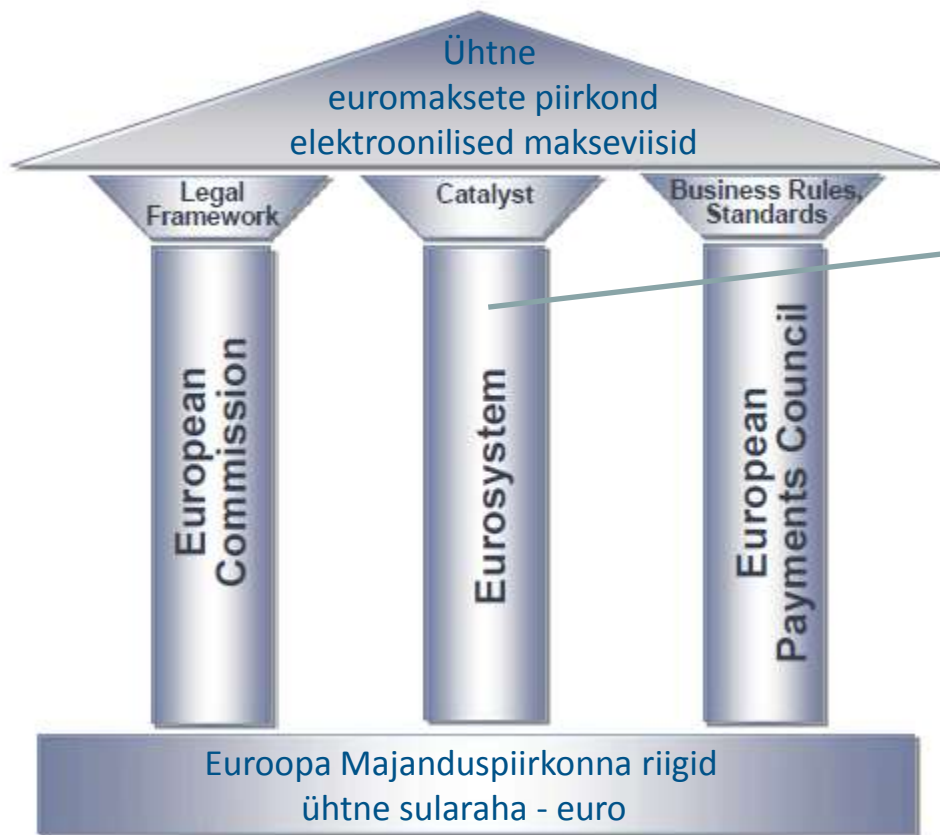 Ühtne
euromaksete piirkond
elektroonilised makseviisid
Legal
Framework
Catalyst
Business Rules,
Standards
European
Commission
Eurosystem
European
Payments Council
Euroopa Majanduspiirkonna riigid
ühtne sularaha - euro